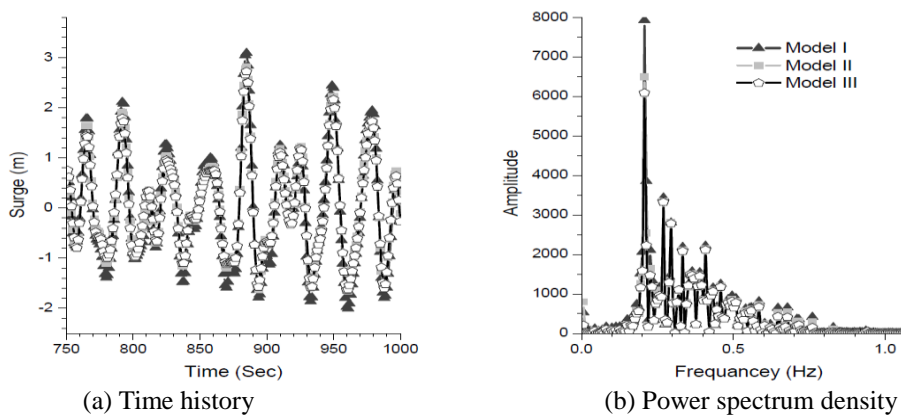 3
2
1
0
-1
-2
Surge (m)
750 800 850 900 950 1000
Time (Sec)
(a) Time history
8000
7000
6000
5000
4000
3000
2000
1000
0
Amplitude
Model I
Model II
Model III
0.0 0.5 1.0
Frequancey (Hz)
(b) Power spectrum density